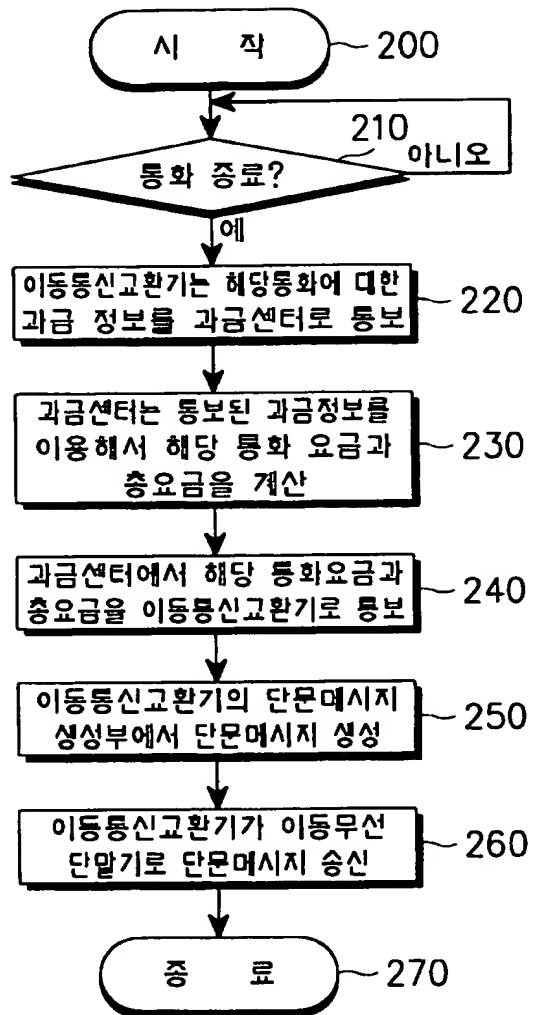 시 작
200
210
아니오
통화 종료?
예
이동통신교환기는 해당통화에 대한
과금 정보를 과금센터로 통보
220
과금센터는 통보된 과금정보를
이용해서 해당 통화 요금과
총요금을 계산
230
과금센터에서 해당 통화요금과
총요금을 이동통신교환기로 통보
240
이동통신교환기의 단문메시지
생성부에서 단문메시지 생성
250
이동통신교환기가 이동무선
단말기로 단문메시지 송신
260
종 료
270